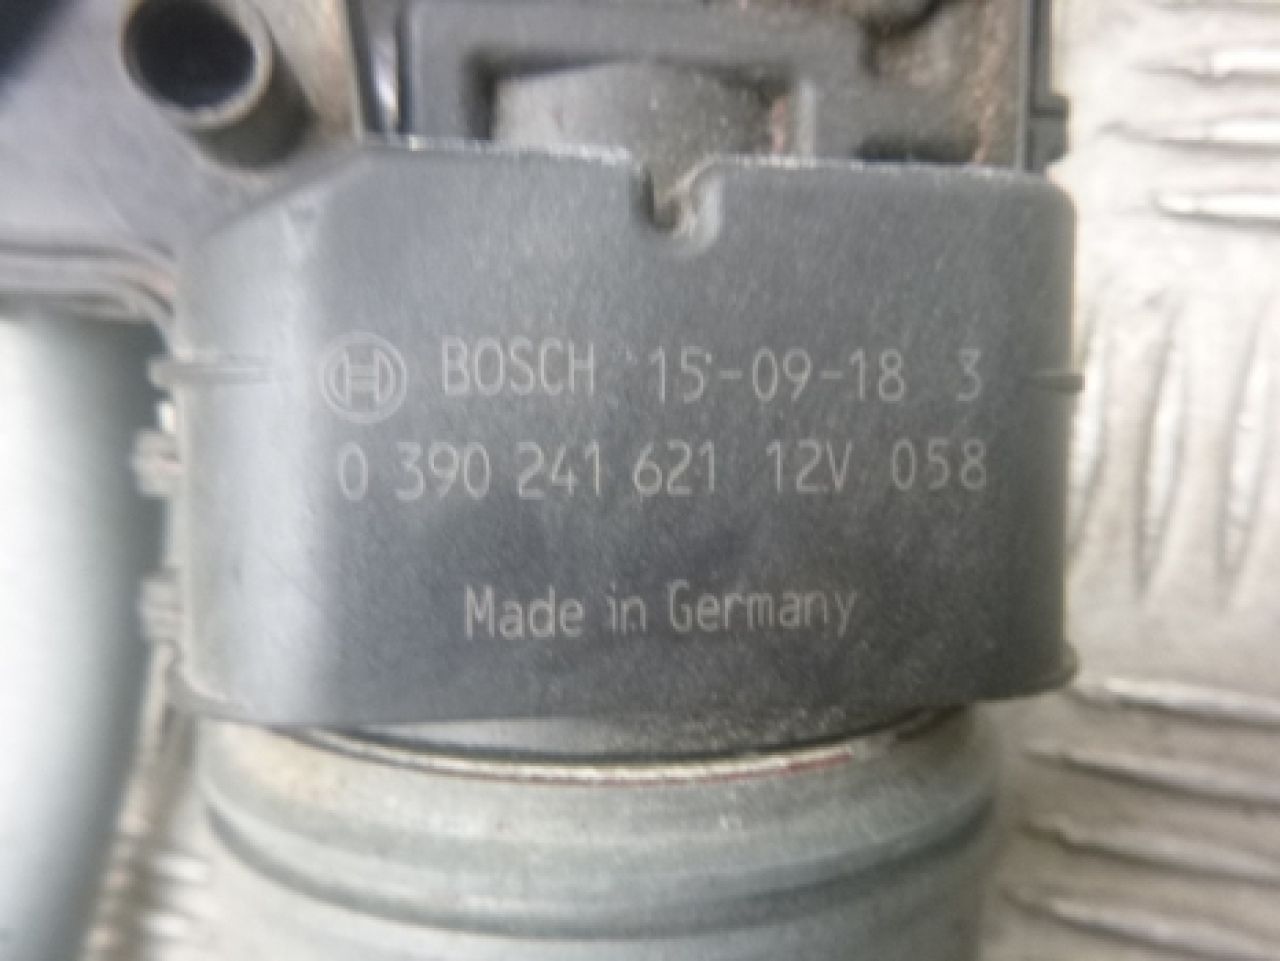 BOSCH 15-09-18 3
0 390 241 621 12V 058
Made in Germany